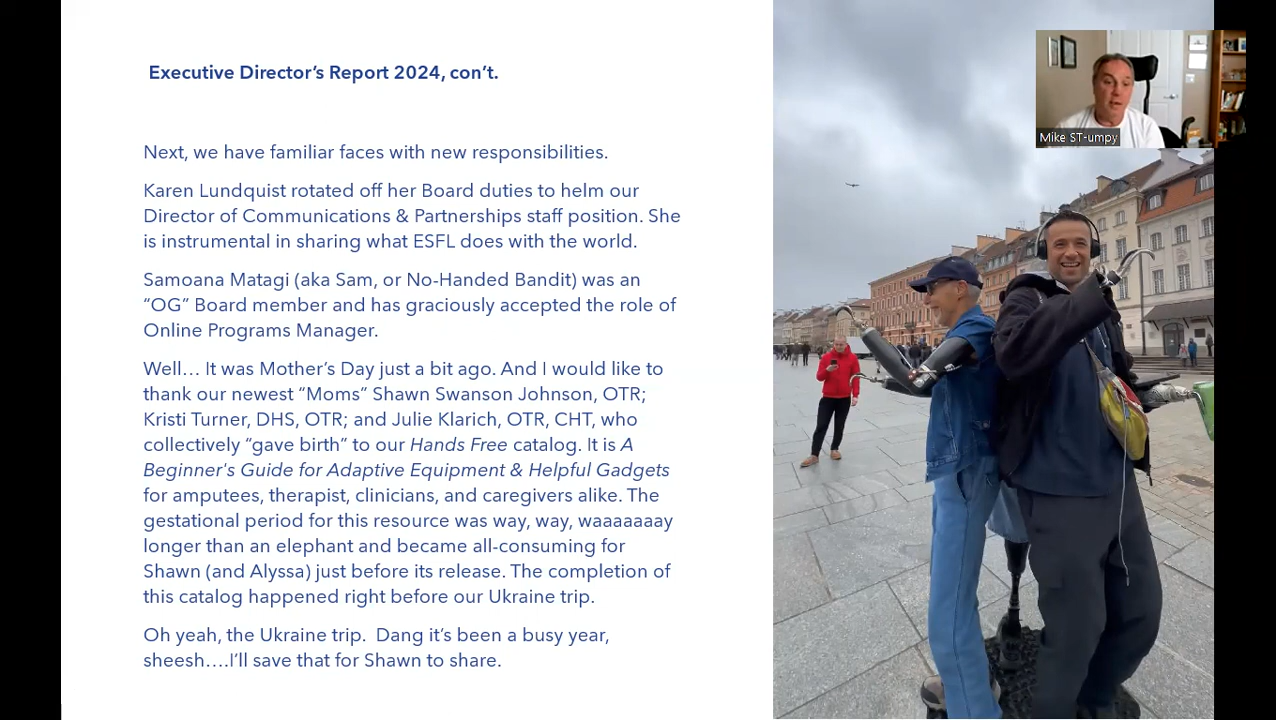 Executive Director's Report 2024, con't.
Mike ST-umpy
Next, we have familiar faces with new responsibilities.
Karen Lundquist rotated off her Board duties to helm our
Director of Communications & Partnerships staff position. She
is instrumental in sharing what ESFL does with the world.
Samoana Matagi (aka Sam, or No-Handed Bandit) was an
“OG” Board member and has graciously accepted the role of
Online Programs Manager.
Well… It was Mother’s Day just a bit ago. And I would like to
thank our newest “Moms” Shawn Swanson Johnson, OTR;
Kristi Turner, DHS, OTR; and Julie Klarich, OTR, CHT, who
collectively “gave birth” to our Hands Free catalog. It is A
Beginner's Guide for Adaptive Equipment & Helpful Gadgets
for amputees, therapist, clinicians, and caregivers alike. The
gestational period for this resource was way, way, waaaaaaay
longer than an elephant and became all-consuming for
Shawn (and Alyssa) just before its release. The completion of
this catalog happened right before our Ukraine trip.
Oh yeah, the Ukraine trip.  Dang it’s been a busy year,
sheesh….I’ll save that for Shawn to share.